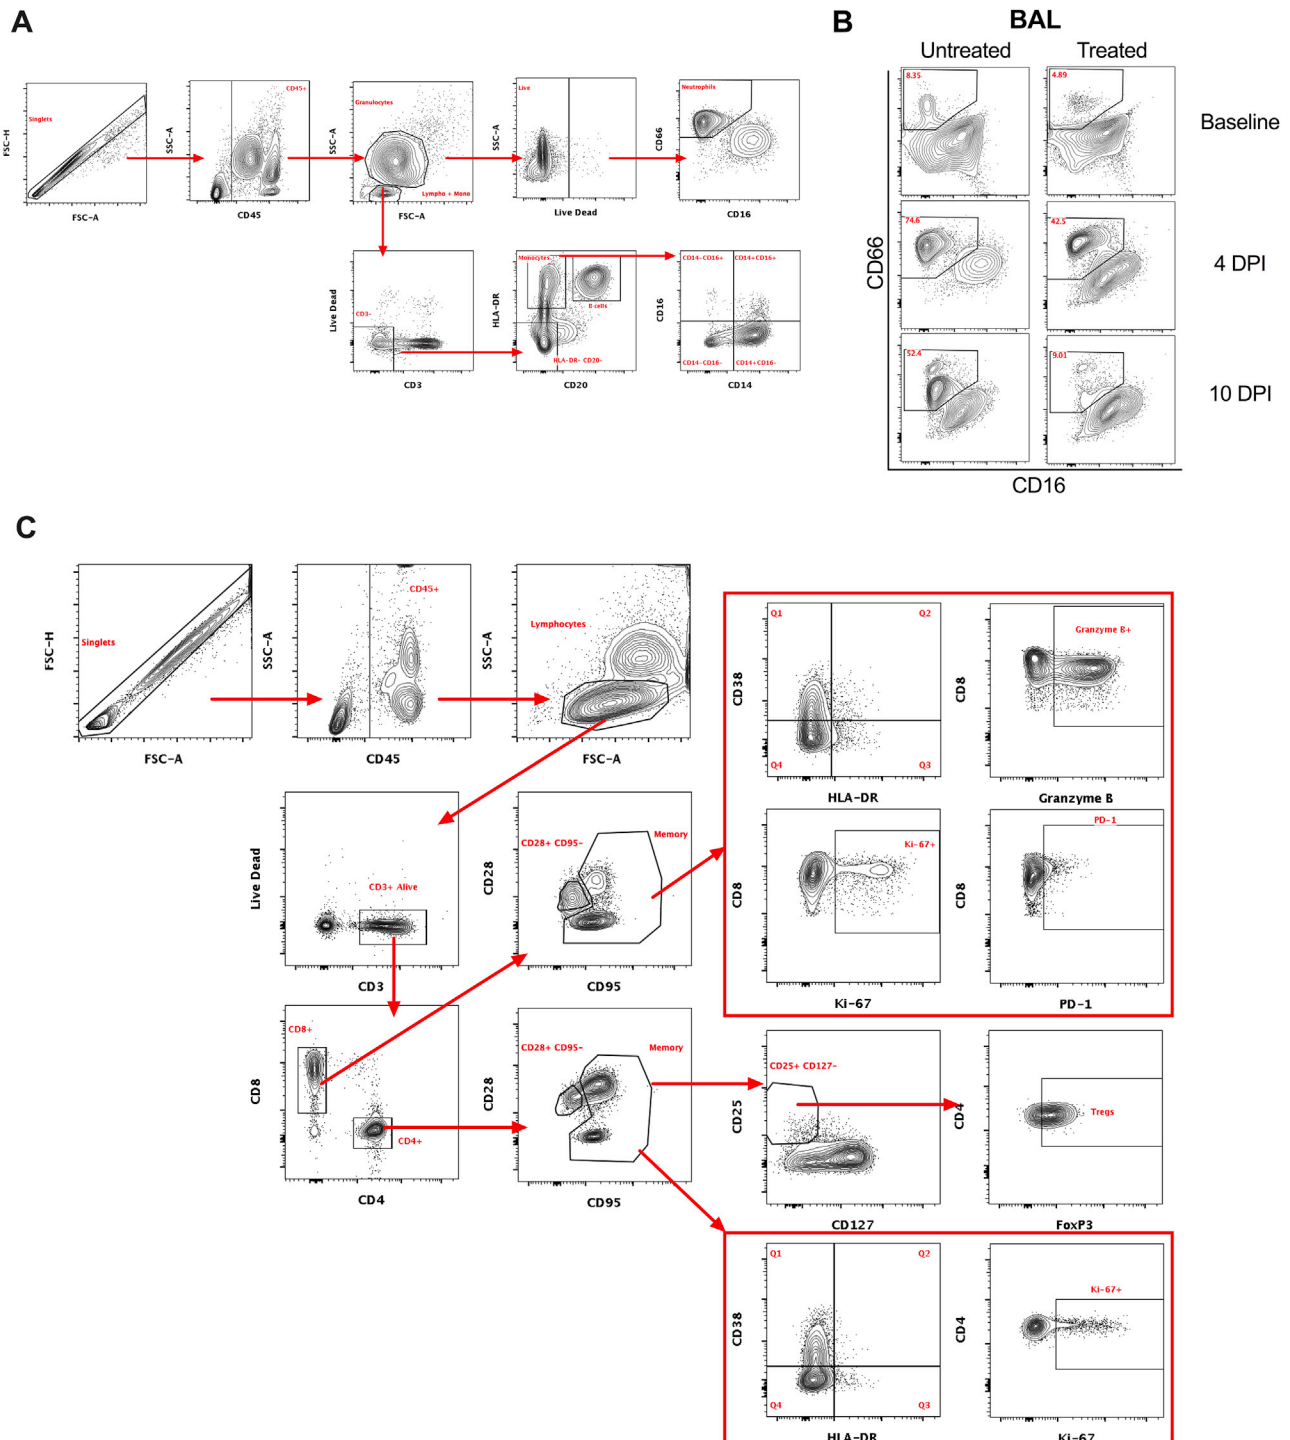 A
Singlets
FSC-H
FSC-A
CD45+
SSC-A
CD45
Granulocytes
Lympho + Mono
SSC-A
FSC-A
Live
SSC-A
Live Dead
Neutrophils
CD66
CD16
CD3-
Live Dead
CD3
Monocytes
B cells
HLA-DR- CD20-
HLA-DR
CD20
CD14-CD16+
CD14+CD16+
CD14-CD16-
CD14+CD16-
CD16
CD14
B
BAL
Untreated
Treated
8.35
4.89
Baseline
74.6
42.5
4 DPI
52.4
9.01
10 DPI
CD66
CD16
C
Singlets
FSC-H
FSC-A
CD45+
SSC-A
CD45
Lymphocytes
SSC-A
FSC-A
Q1
Q2
Q4
Q3
CD38
HLA-DR
Granzyme B+
CD8
Granzyme B
CD3+ Alive
Live Dead
CD3
CD28+ CD95-
Memory
CD28
CD95
Ki-67+
CD8
Ki-67
PD-1
CD8
PD-1
CD8+
CD4+
CD8
CD4
CD28+ CD95-
Memory
CD28
CD95
CD25+ CD127-
CD25
CD127
Tregs
CD4
FoxP3
Q1
Q2
Q4
Q3
CD38
HLA-DR
Ki-67+
CD4
Ki-67